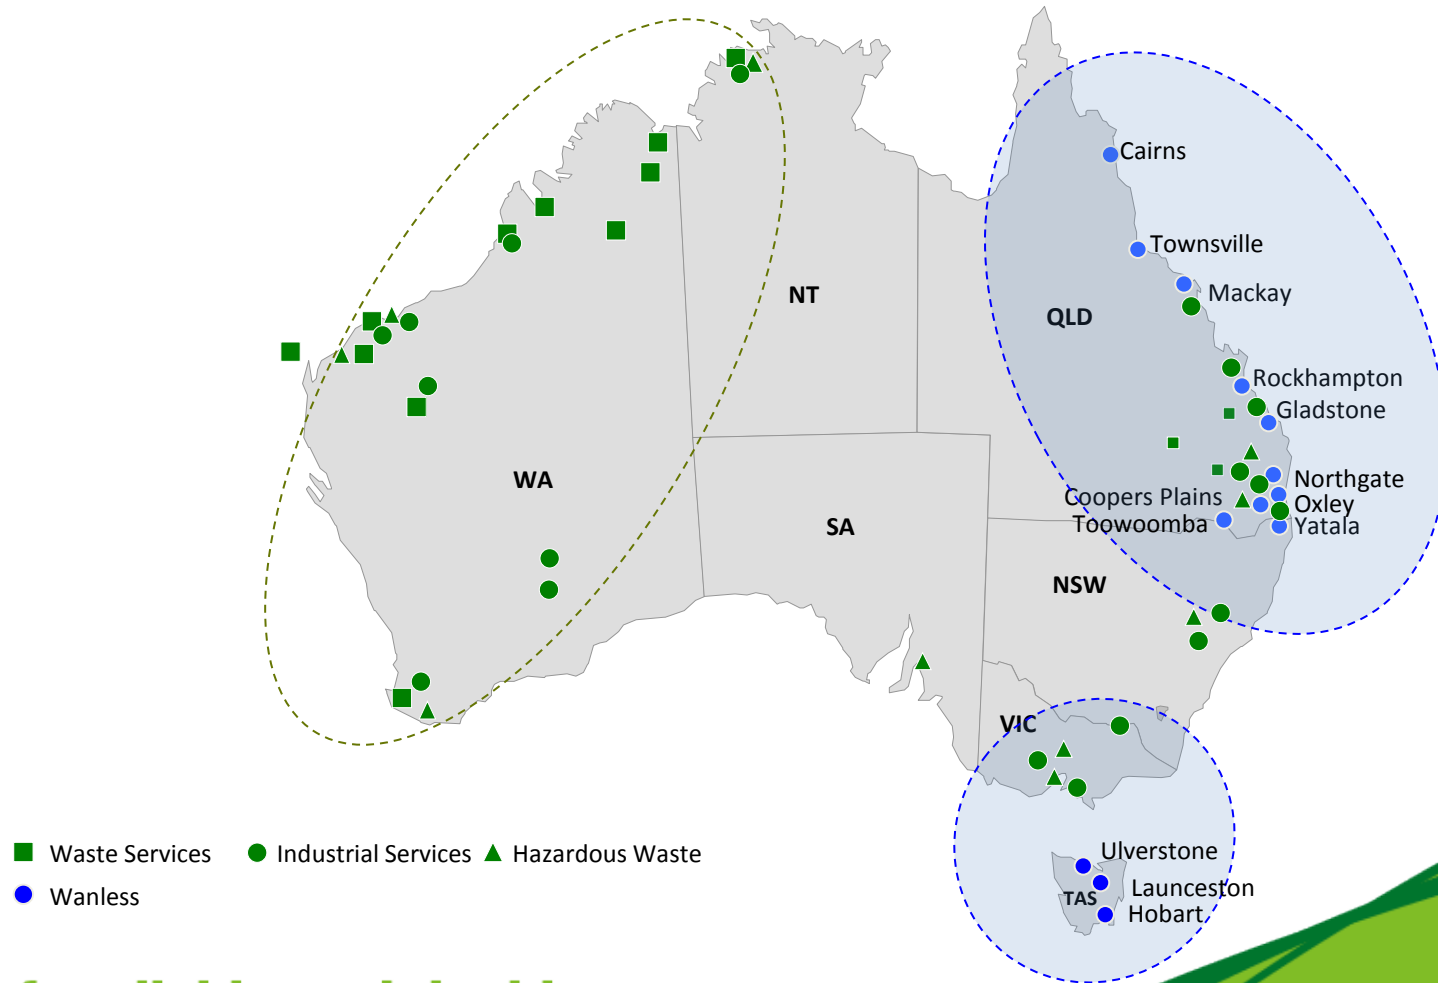 Cairns
Townsville
Mackay
NT
QLD
Rockhampton
Gladstone
WA
Northgate
Coopers Plains
Oxley
SA
Toowoomba
Yatala
NSW
VIC
Waste Services
Industrial Services
Hazardous Waste
Ulverstone
Wanless
TAS
Launceston
Hobart